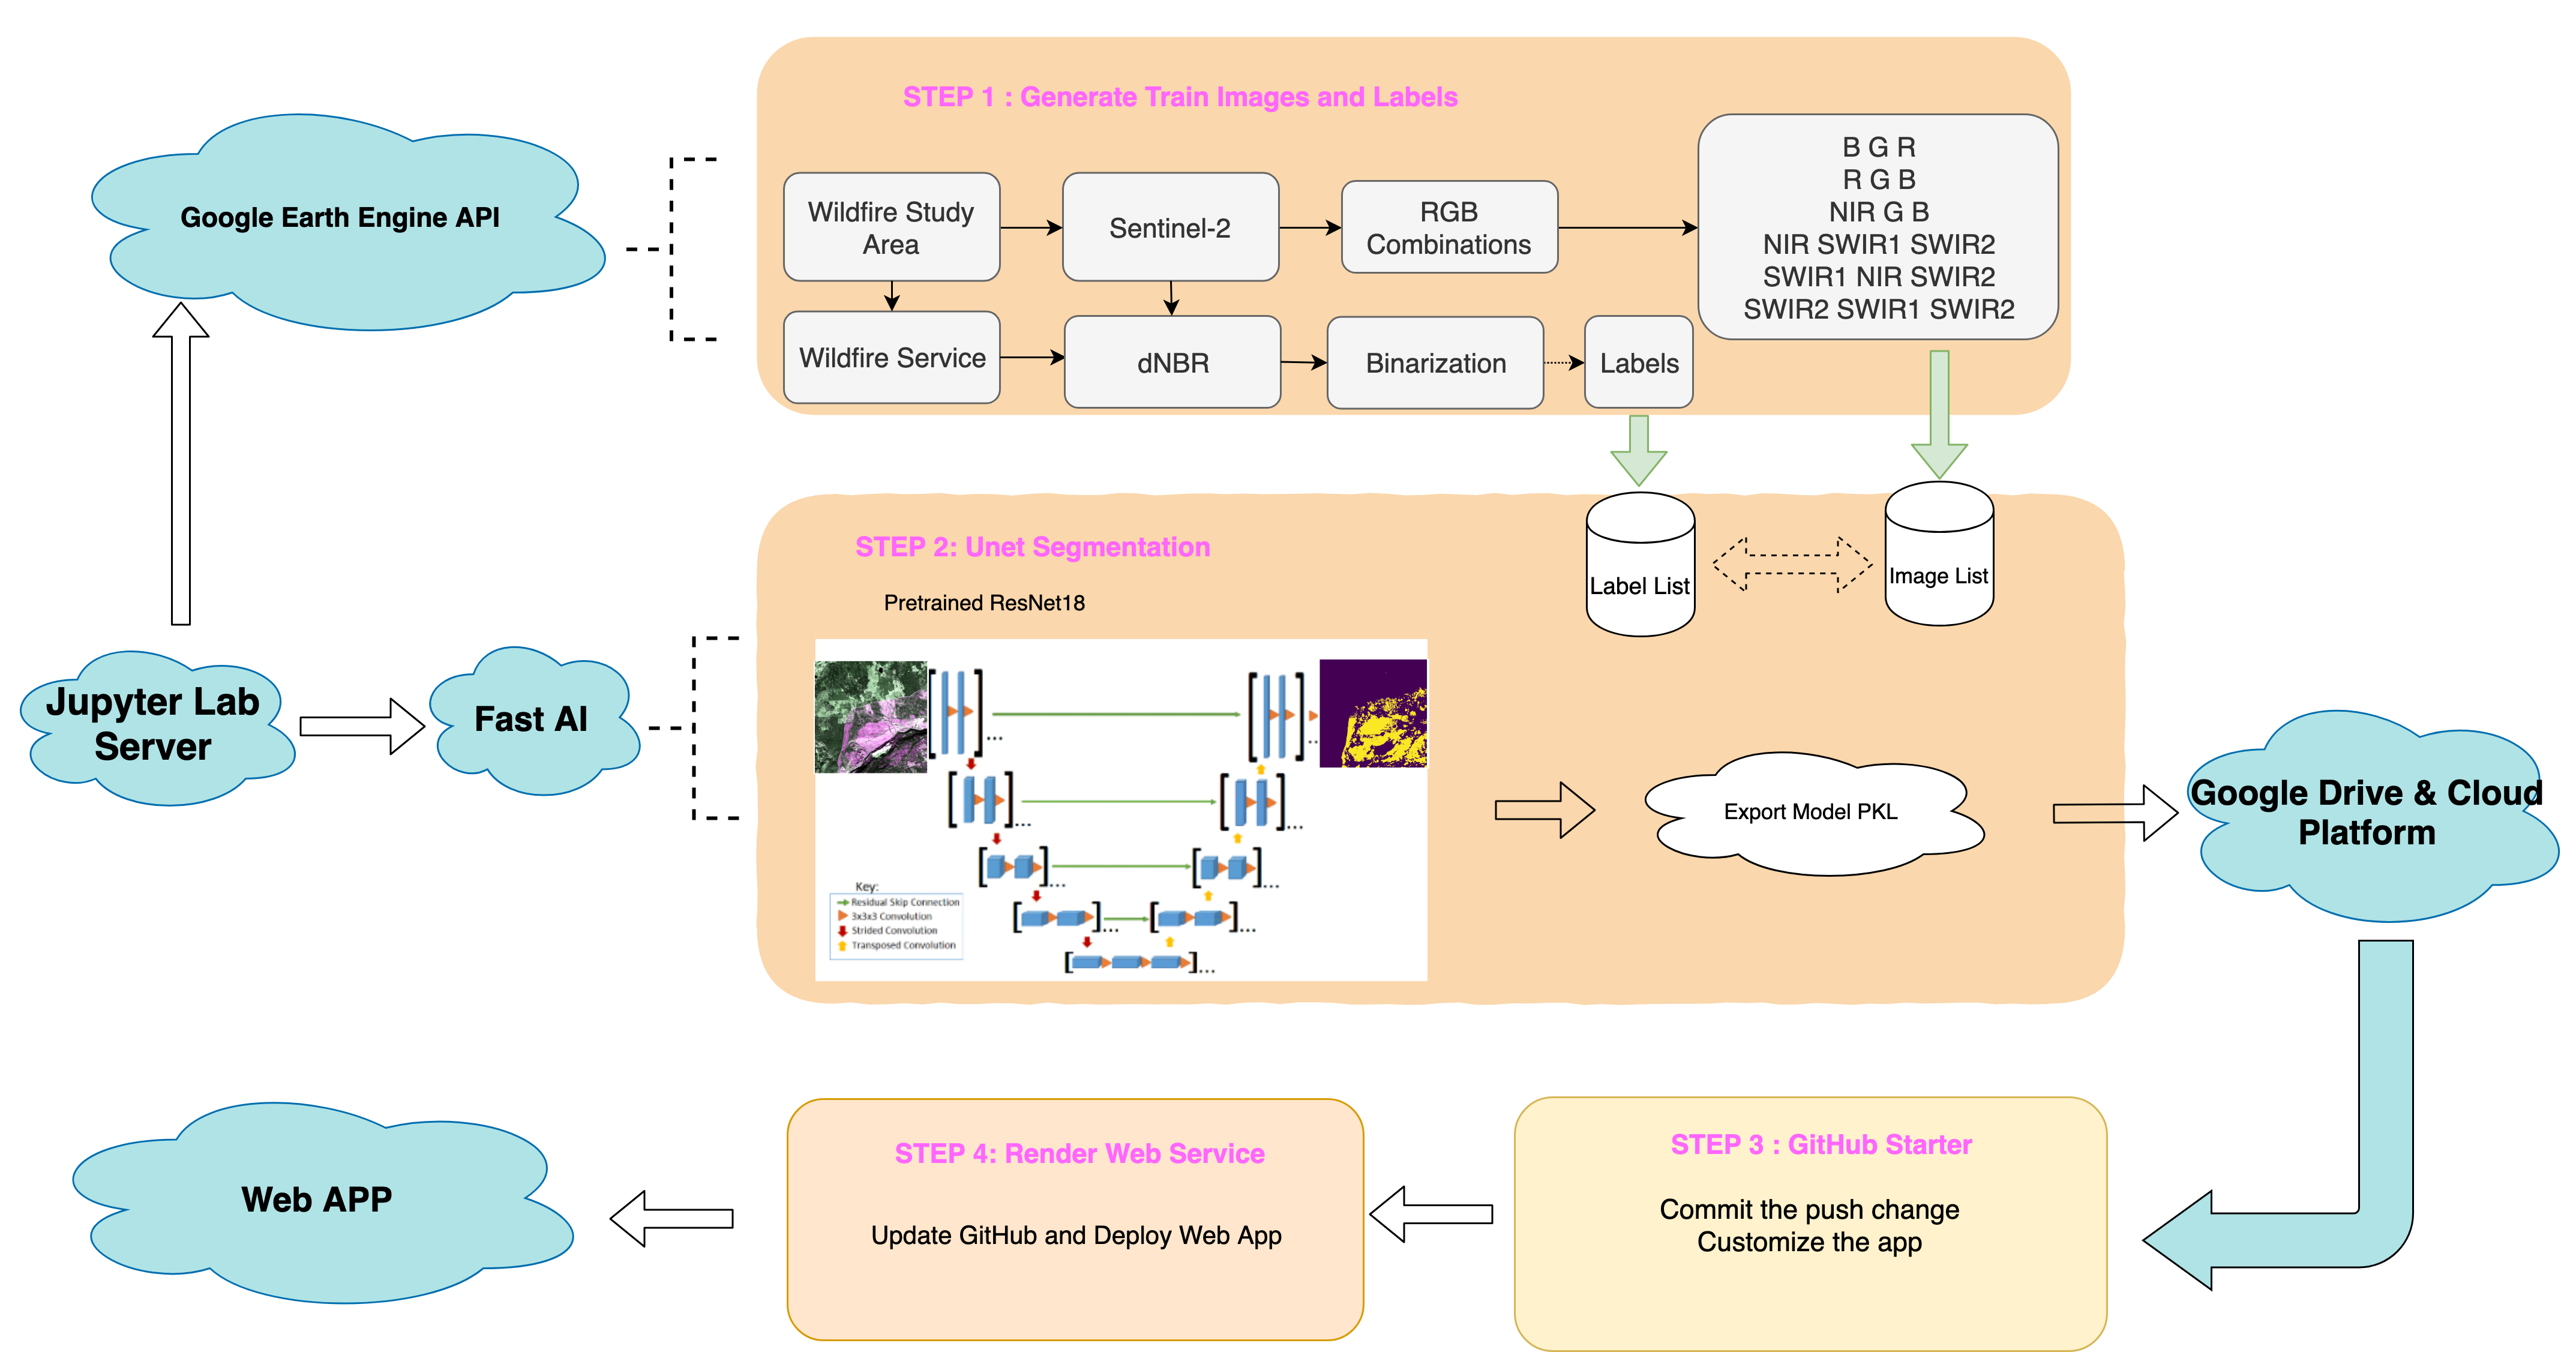 STEP 1 : Generate Train Images and Labels
Google Earth Engine API
Wildfire Study
Area
Sentinel-2
RGB
Combinations
B G R
R G B
NIR G B
NIR SWIR1 SWIR2
SWIR1 NIR SWIR2
SWIR2 SWIR1 SWIR2
Wildfire Service
dNBR
Binarization
Labels
STEP 2: Unet Segmentation
Pretrained ResNet18
Label List
Image List
Jupyter Lab
Server
Fast AI
Key:
Residual Skip Connection
3x3x3 Convolution
Strided Convolution
Transposed Convolution
Export Model PKL
Google Drive & Cloud
Platform
Web APP
STEP 4: Render Web Service
Update GitHub and Deploy Web App
STEP 3 : GitHub Starter
Commit the push change
Customize the app